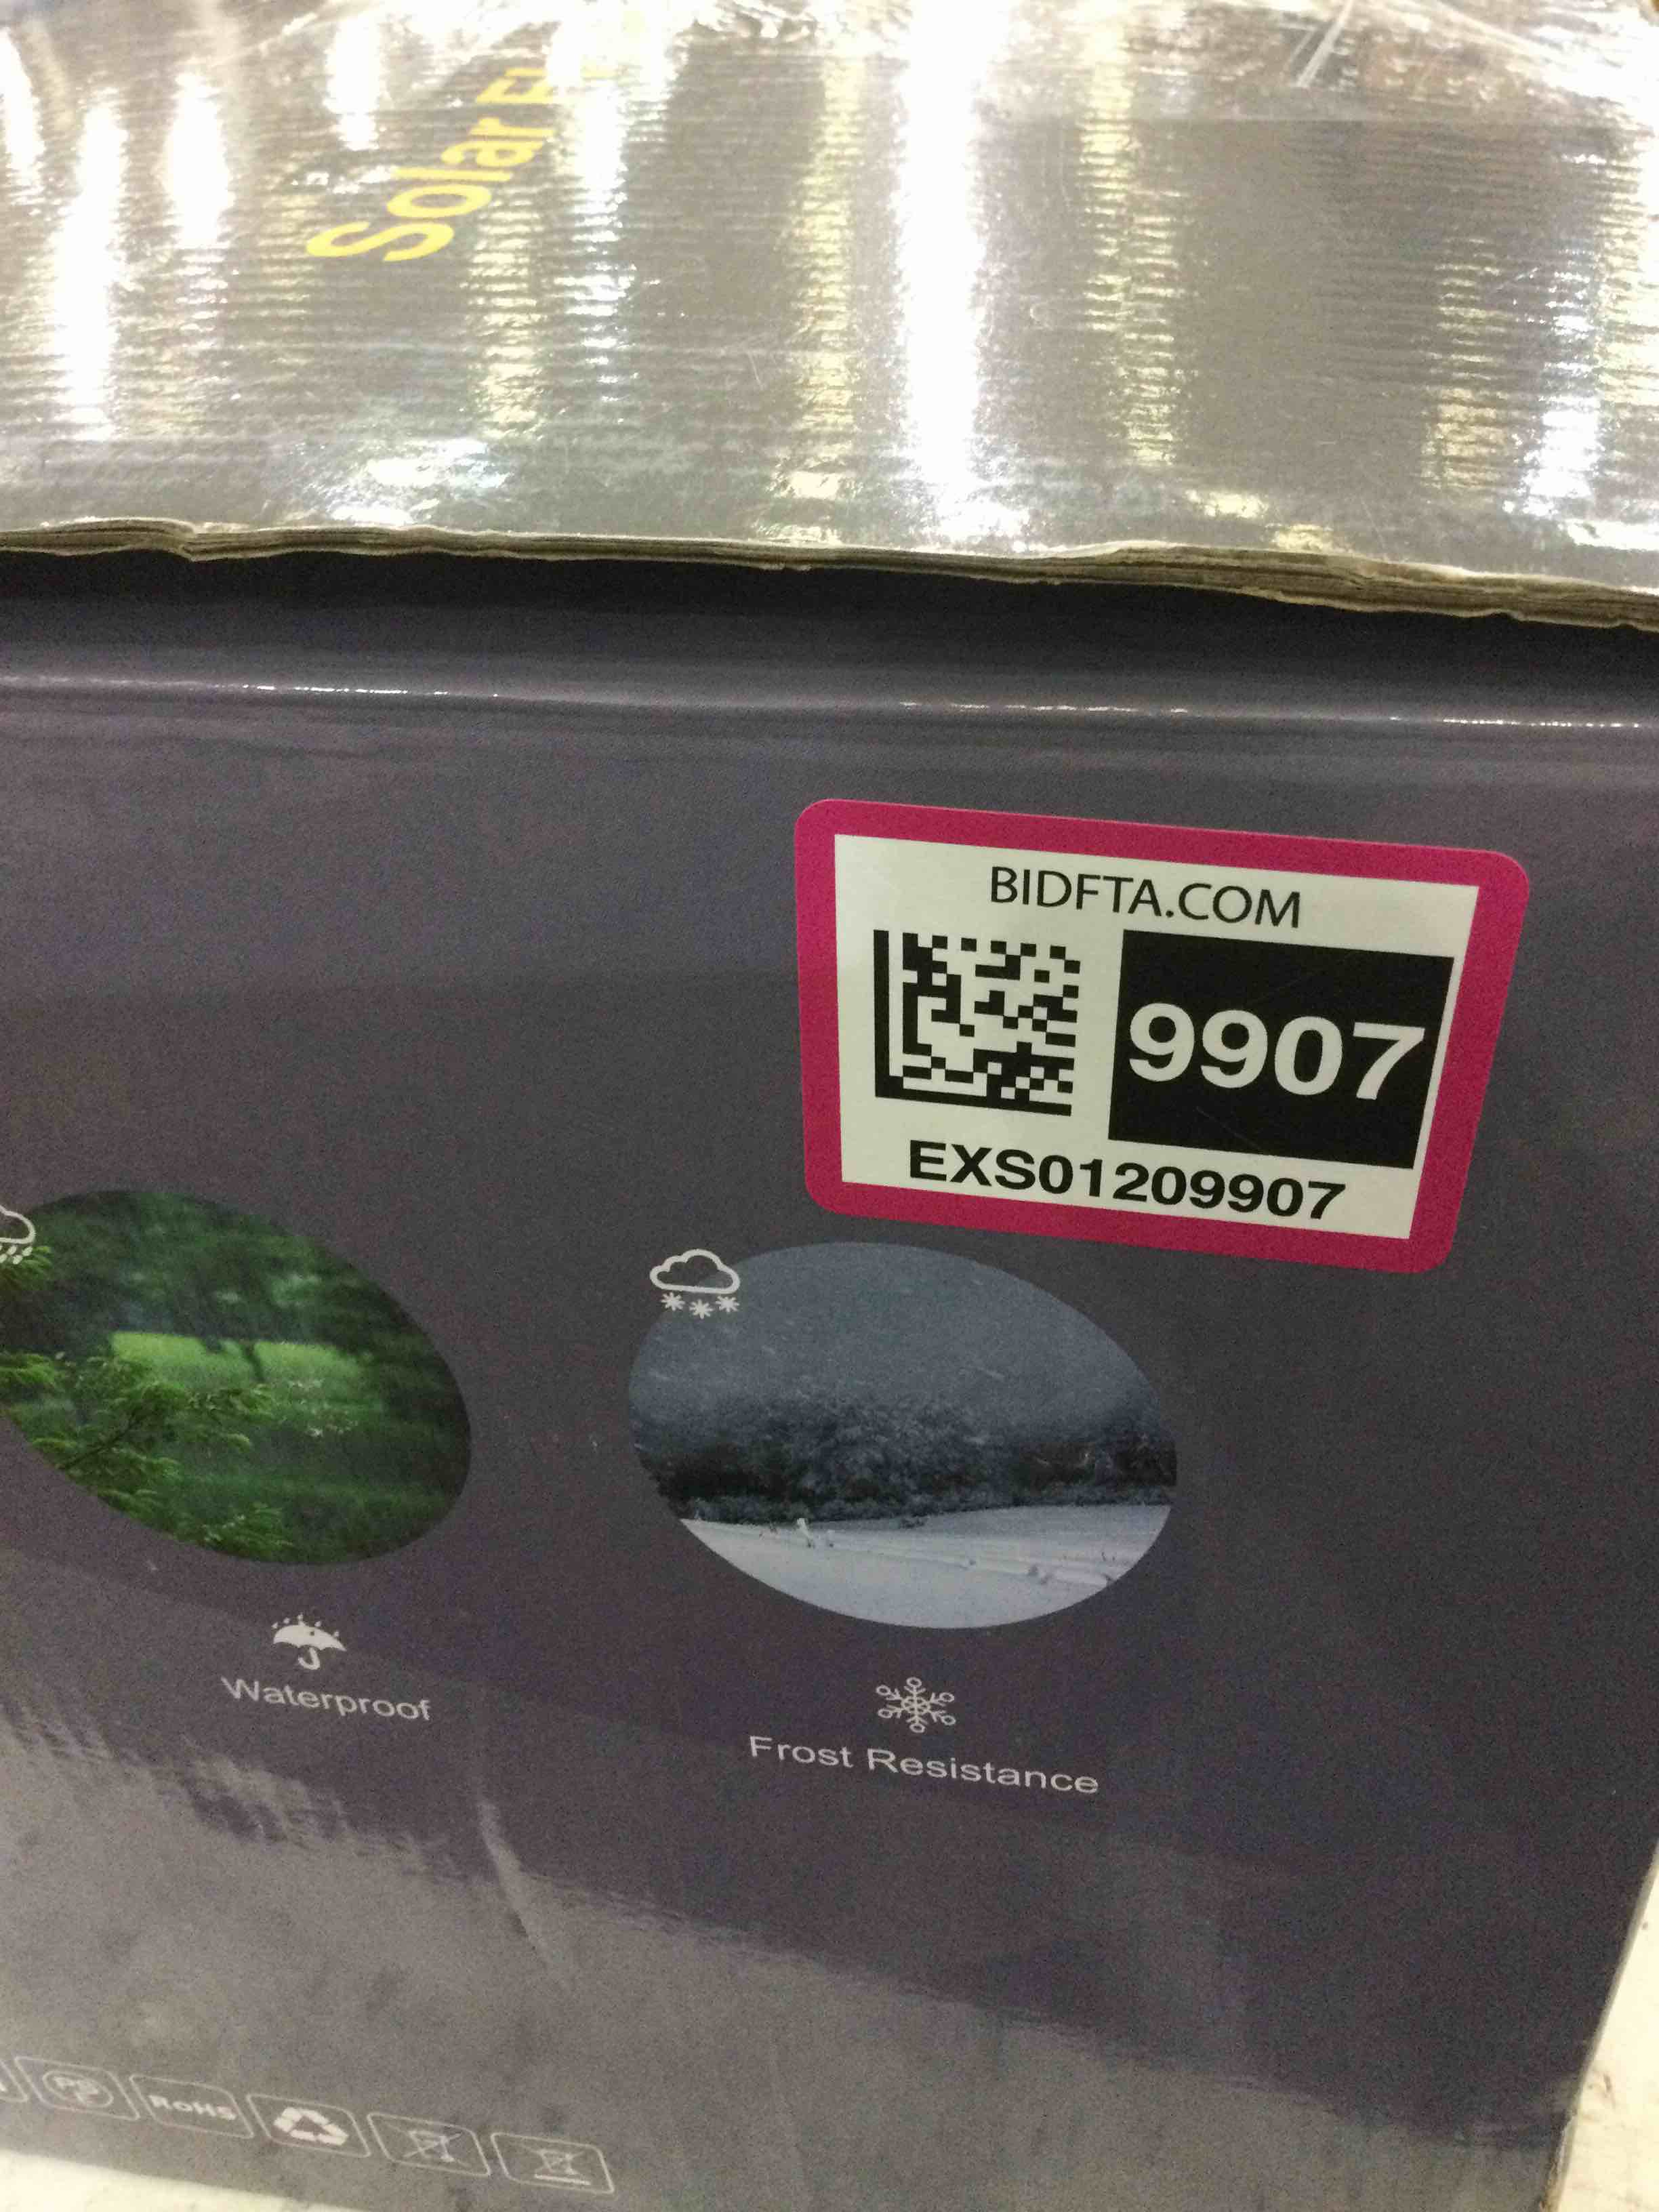 Solar
BIDFTA.COM
9907
EXS01209907
Waterproof
Frost Resistance
RoHS